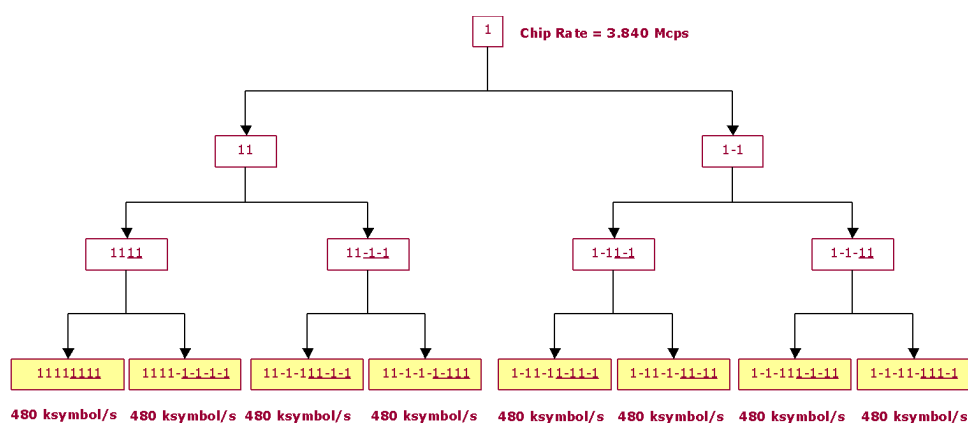 1
Chip Rate = 3.840 Mcps
11
1-1
1111
11-1-1
1-11-1
1-1-11
11111111
1111-1-1-1-1
11-1-111-1-1
11-1-1-1-111
1-11-11-11-1
1-11-1-11-11
1-1-111-1-11
1-1-11-111-1
480 ksymbol/s
480 ksymbol/s
480 ksymbol/s
480 ksymbol/s
480 ksymbol/s
480 ksymbol/s
480 ksymbol/s
480 ksymbol/s